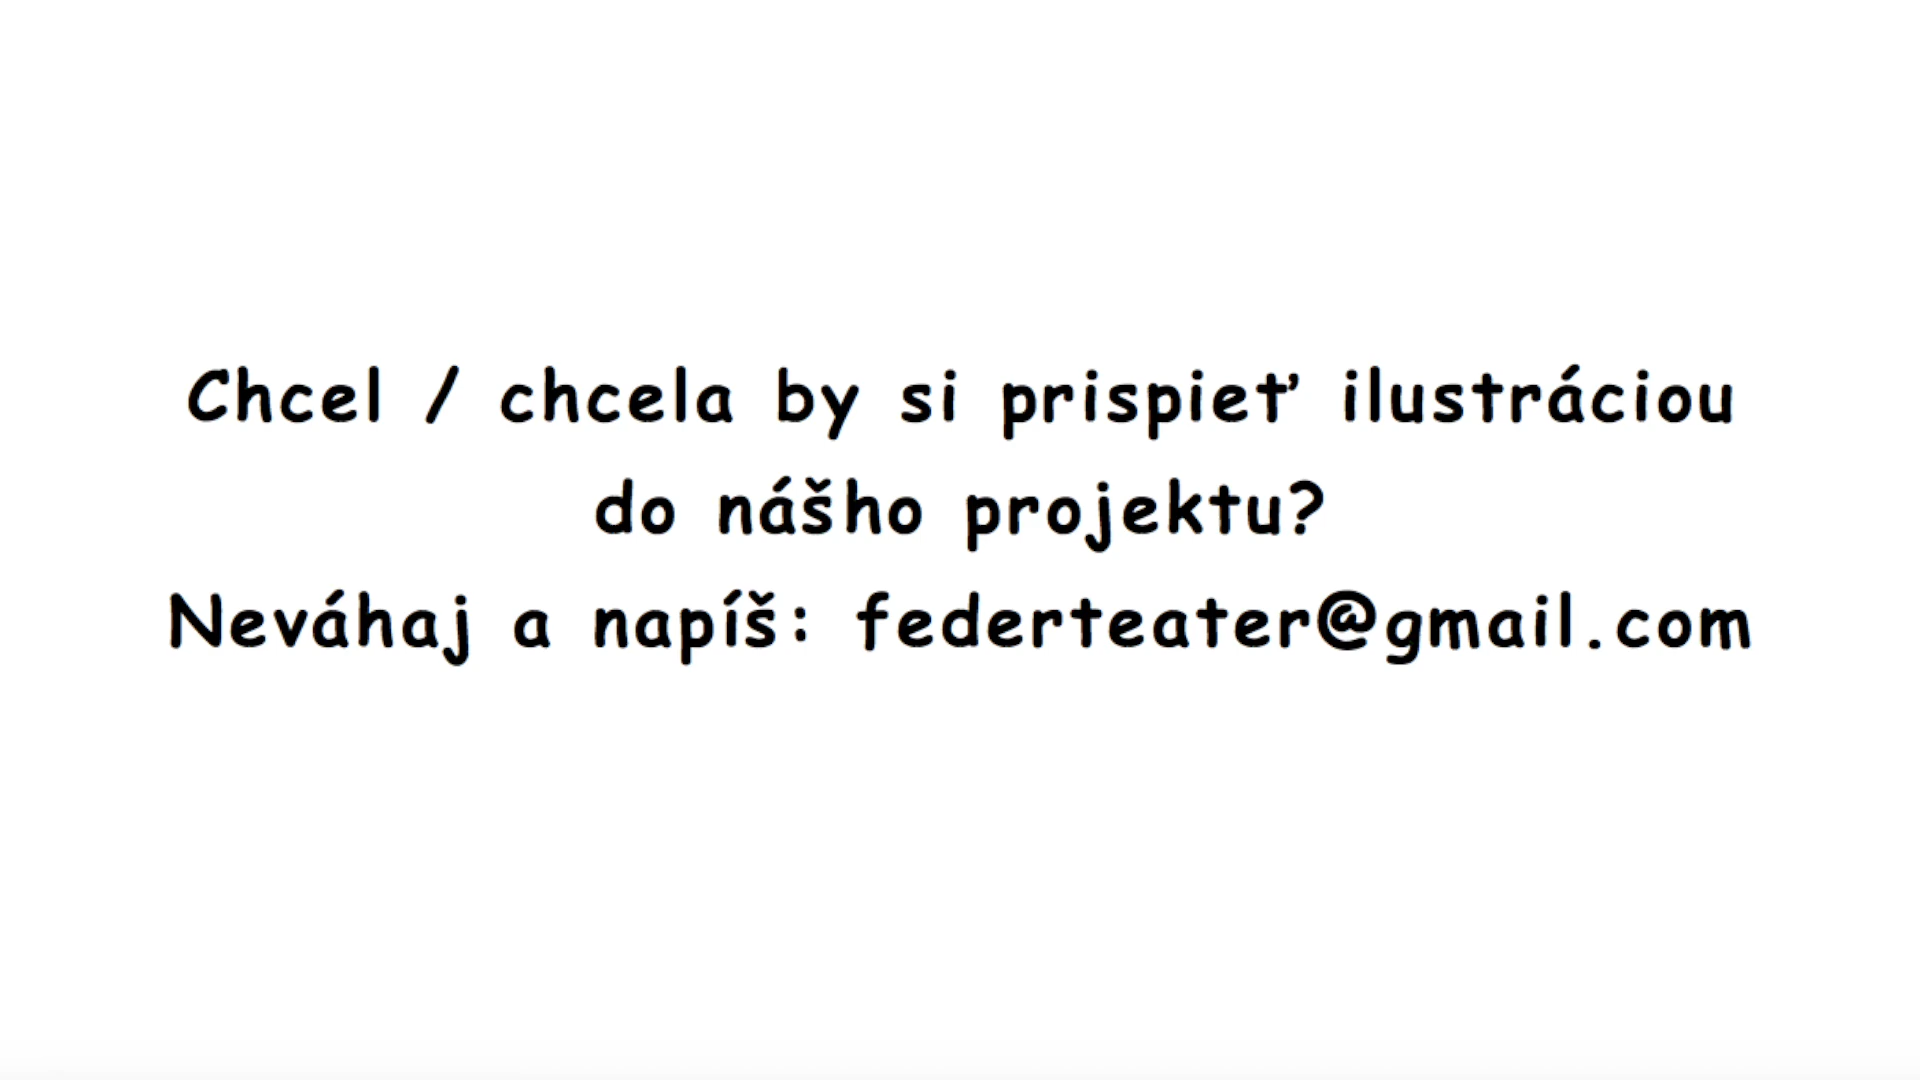 Chcel / chcela by si prispieť ilustráciou
do nášho projektu?
Neváhaj a napíš: federteater@gmail.com